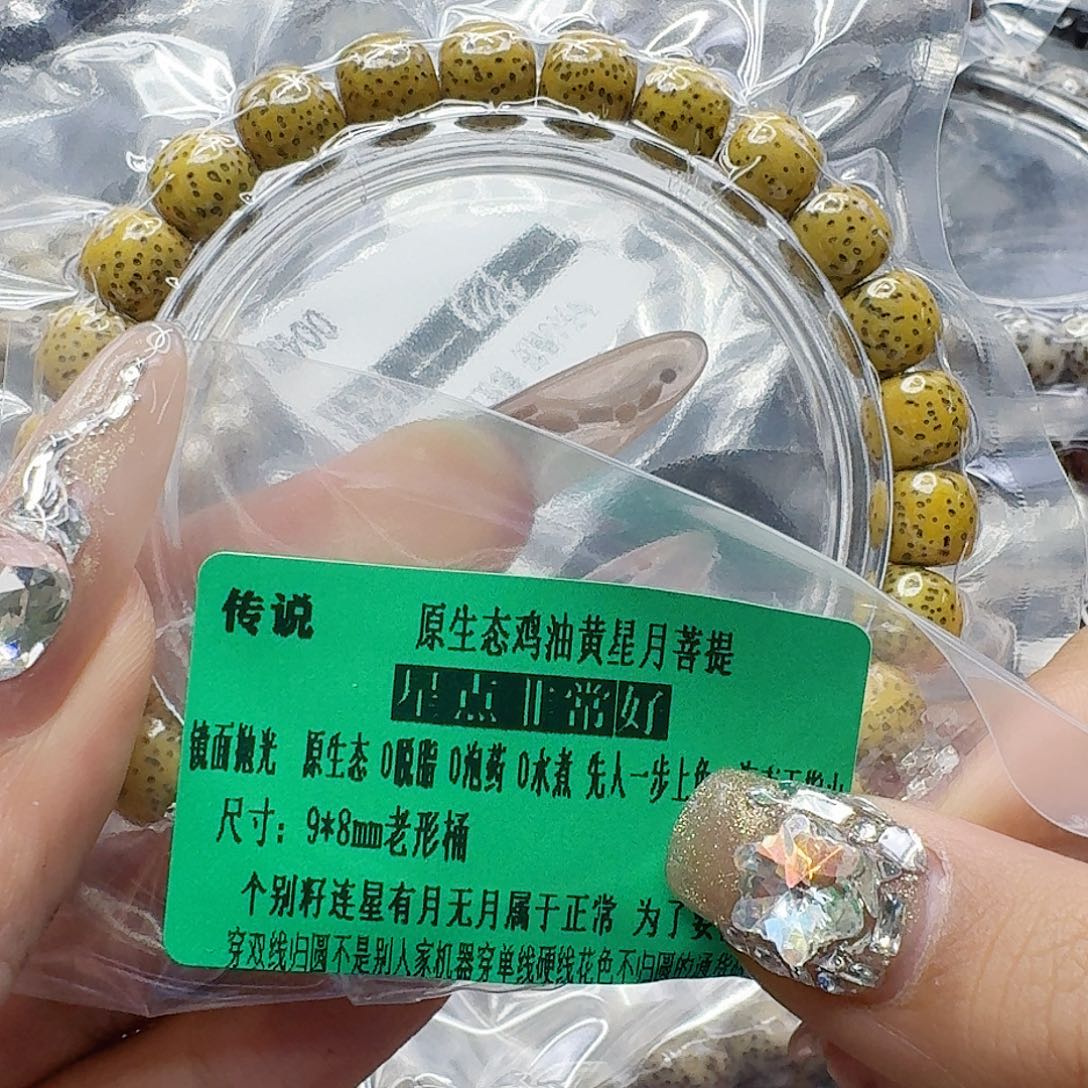 传说
原生态鸡油黄星月菩提
星点非常好
镜面抛光 原生态 0脱脂 0泡药 0水煮 先人一步上色
尺寸：9*8mm老形桶
个别籽连星有月无月属于正常 为了
穿双线归圆不是别人家机器穿单线硬线花色不归圆的通货